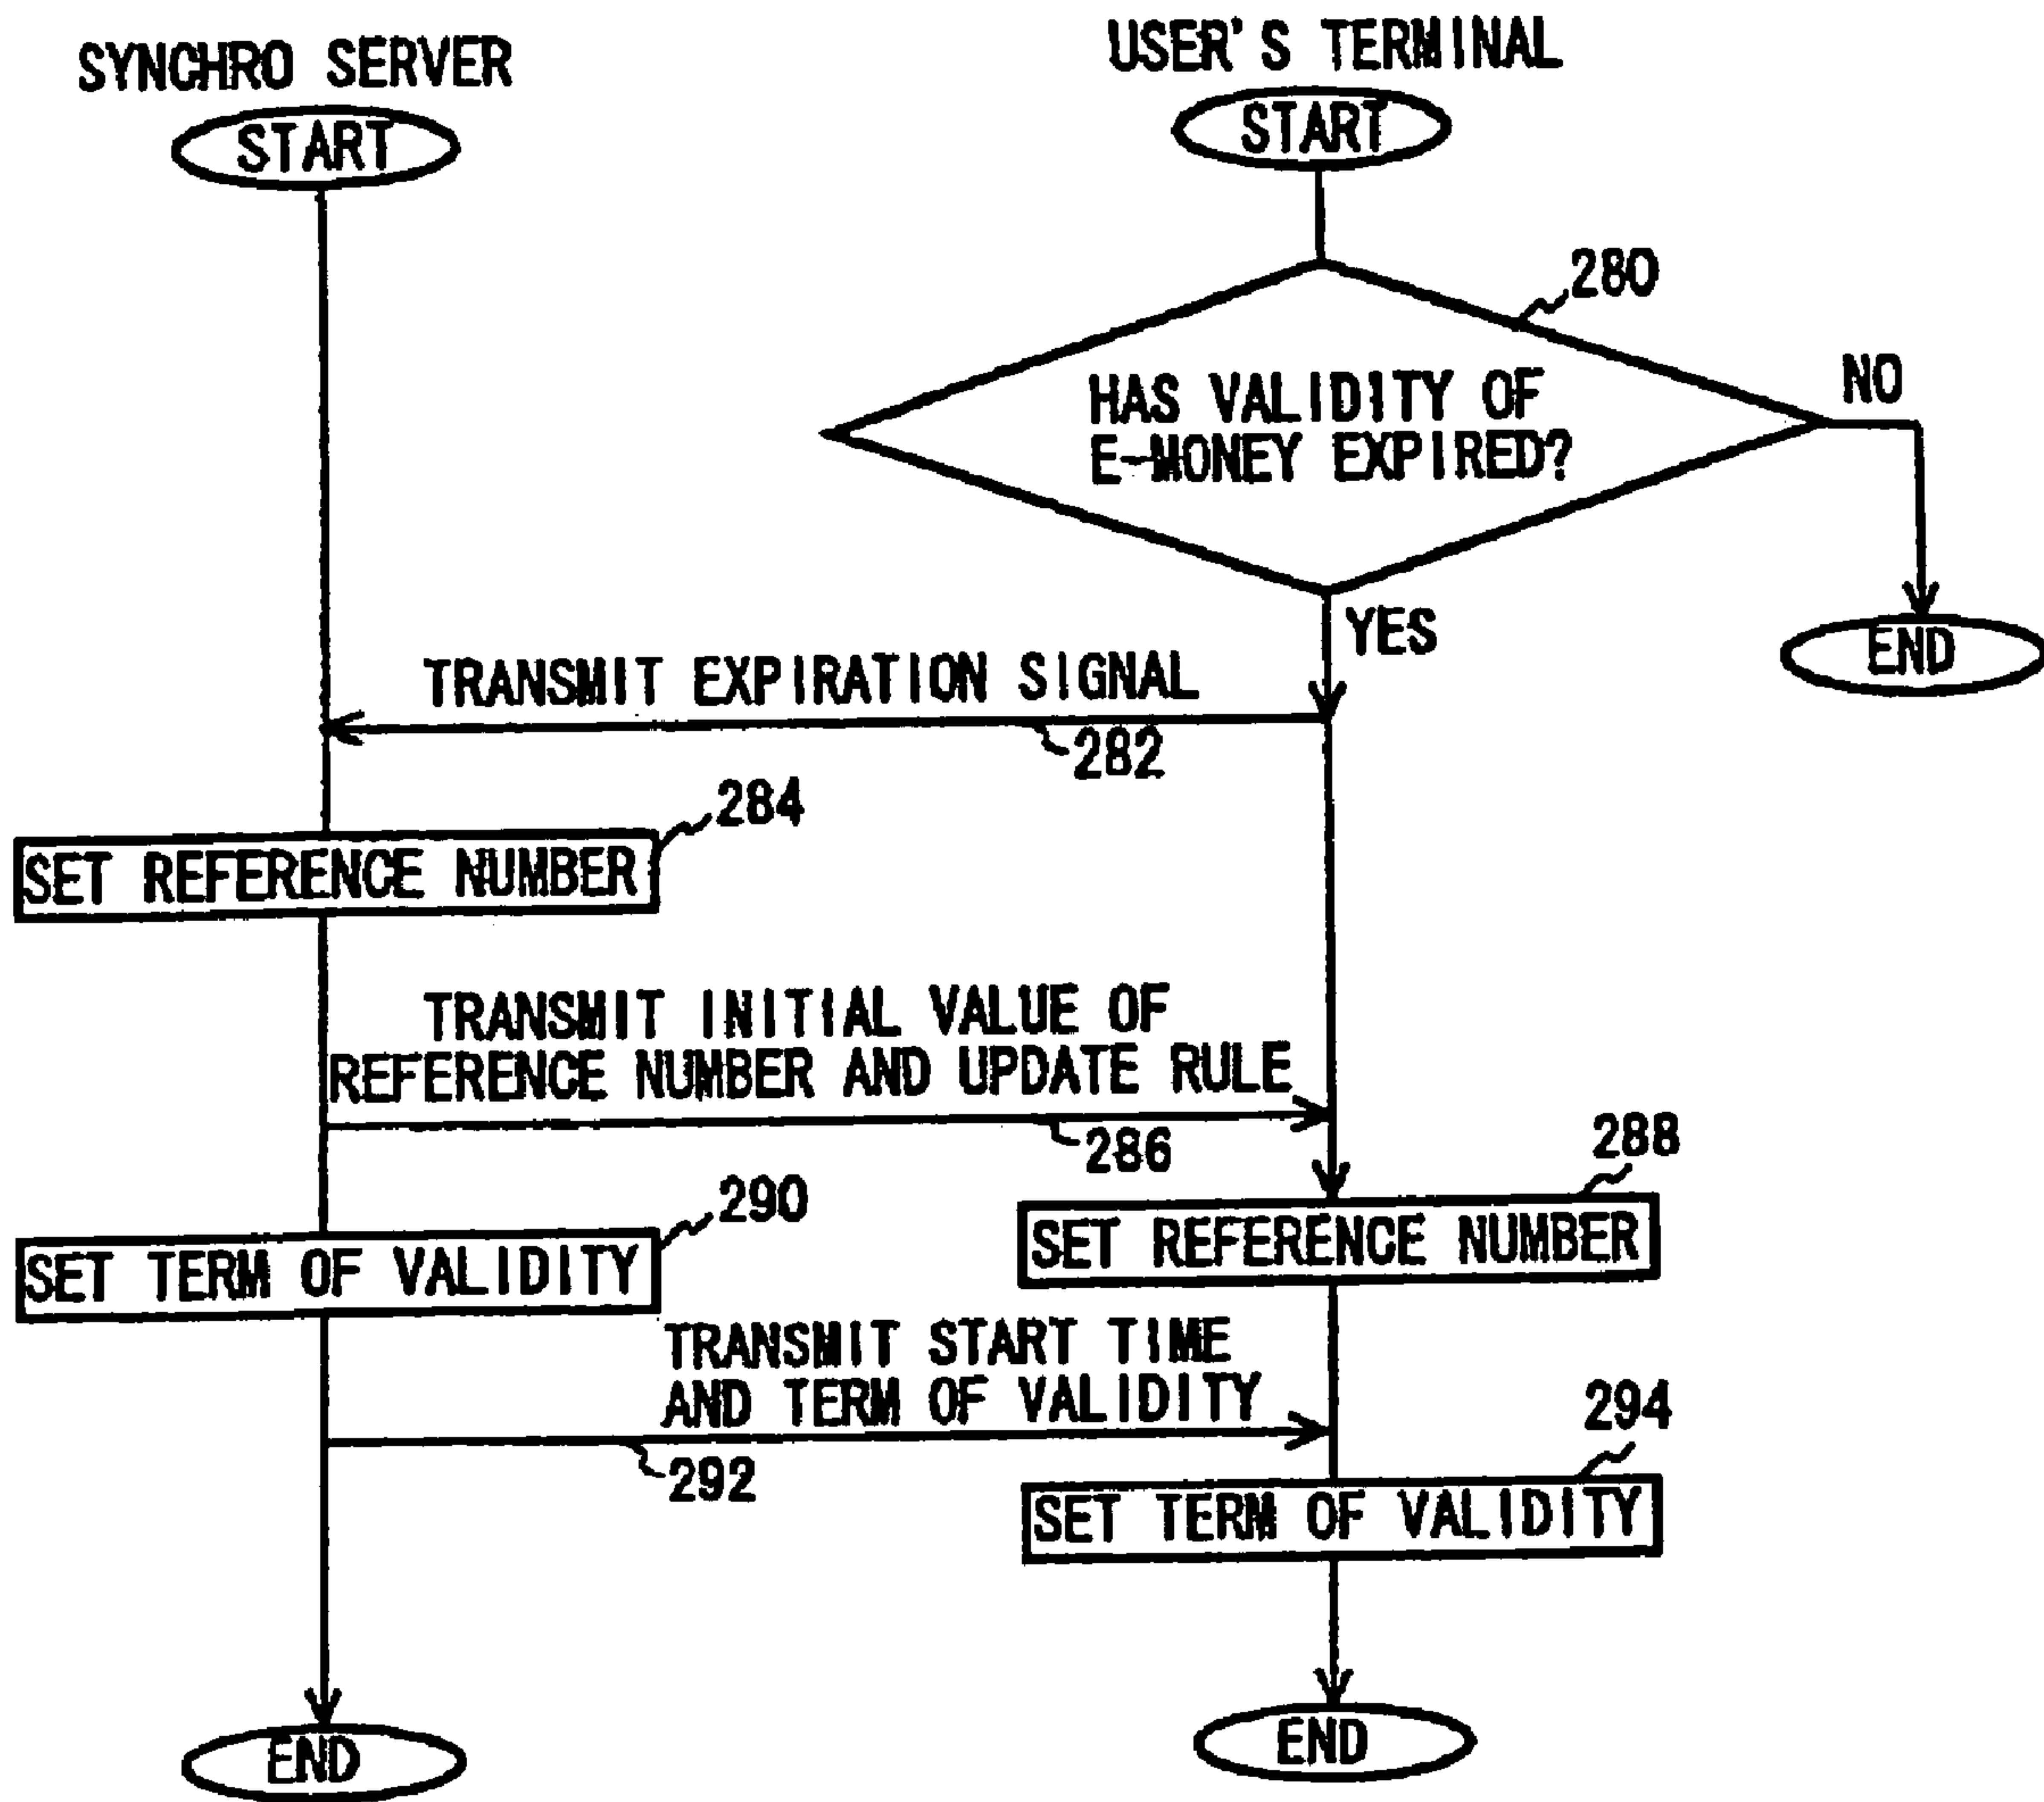 SYNCHRO SERVER
USER'S TERMINAL
START
START
280
HAS VALIDITY OF
E-MONEY EXPIRED?
NO
YES
END
TRANSMIT EXPIRATION SIGNAL
282
284
SET REFERENCE NUMBER
TRANSMIT INITIAL VALUE OF
REFERENCE NUMBER AND UPDATE RULE
286
288
290
SET REFERENCE NUMBER
SET TERM OF VALIDITY
TRANSMIT START TIME
AND TERM OF VALIDITY
292
294
SET TERM OF VALIDITY
END
END